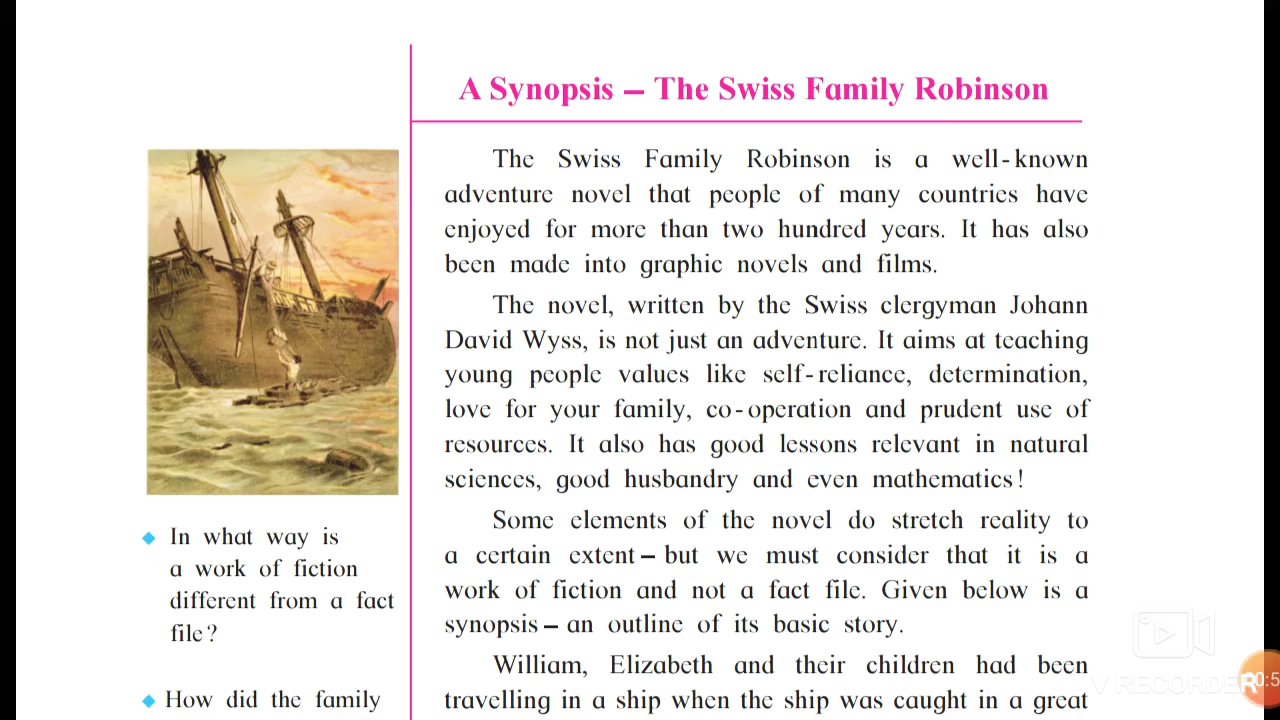 A Synopsis – The Swiss Family Robinson
The Swiss Family Robinson is a well-known
adventure novel that people of many countries have
enjoyed for more than two hundred years. It has also
been made into graphic novels and films.
The novel, written by the Swiss clergyman Johann
David Wyss, is not just an adventure. It aims at teaching
young people values like self-reliance, determination,
love for your family, co-operation and prudent use of
resources. It also has good lessons relevant in natural
sciences, good husbandry and even mathematics!
Some elements of the novel do stretch reality to
a certain extent – but we must consider that it is a
work of fiction and not a fact file. Given below is a
synopsis – an outline of its basic story.
William, Elizabeth and their children had been
travelling in a ship when the ship was caught in a great
In what way is
a work of fiction
different from a fact
file?
How did the family
V RECORDER